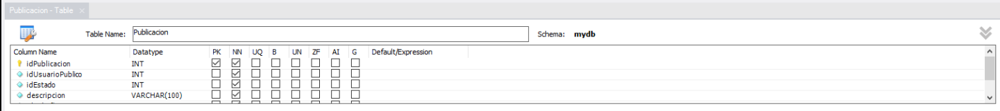 Publicacion - Table ×
Table Name: Publicacion Schema: mydb
Column Name Datatype PK NN UQ B UN ZF AI G Default/Expression
idPublicacion INT
idUsuarioPublico INT
idEstado INT
descripcion VARCHAR(100)